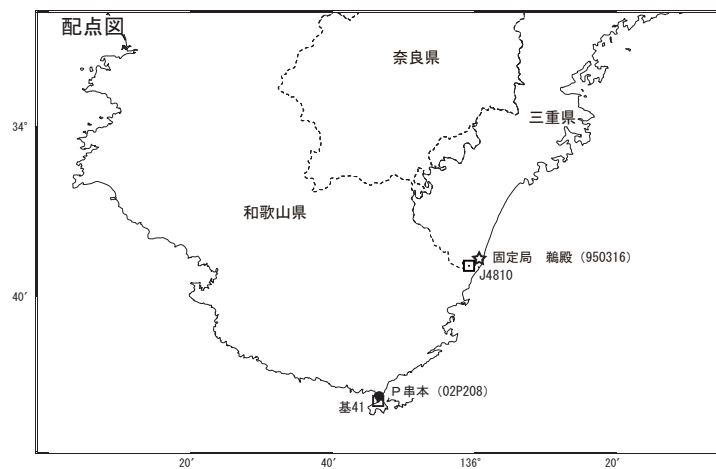 配点図
奈良県
34°
三重県
和歌山県
固定局 鵜殿（950316）
J4810
40′
P串本（02P208）
基41
20′
40′
136°
20′